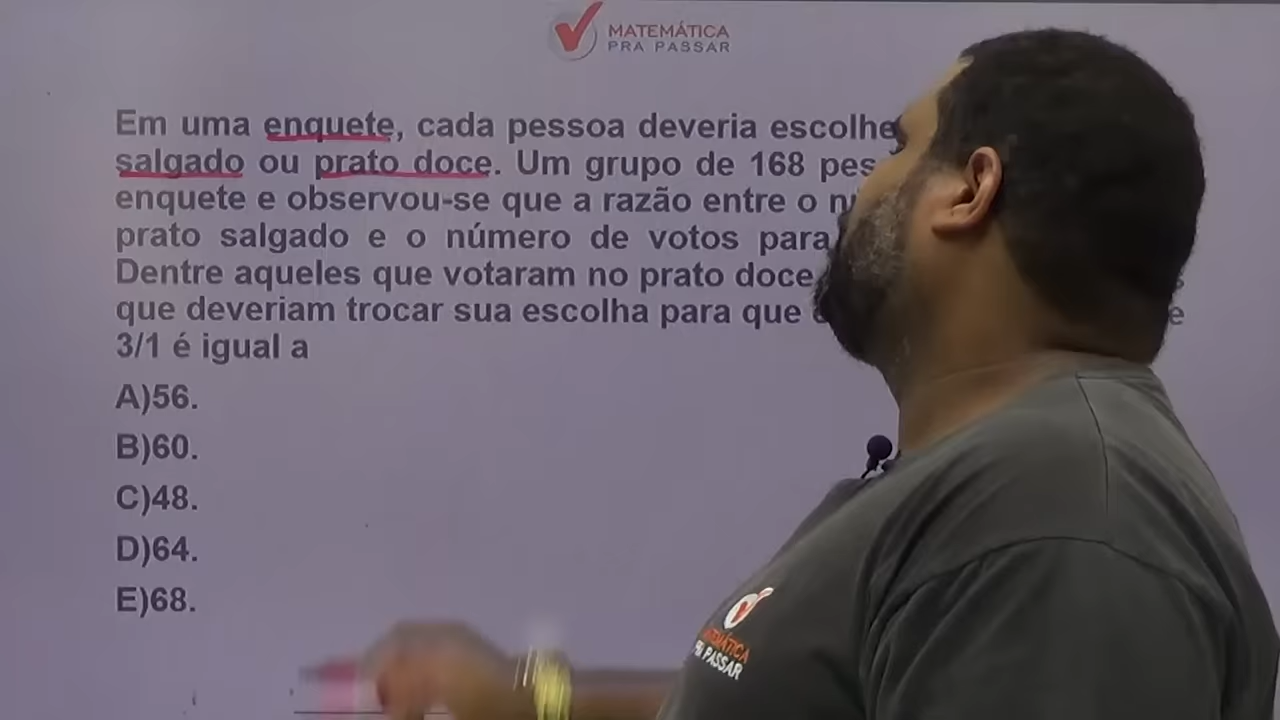 MATEMÁTICA
PRA PASSAR
Em uma enquete, cada pessoa deveria escolhe
salgado ou prato doce. Um grupo de 168 pes
enquete e observou-se que a razão entre o
prato salgado e o número de votos para
Dentre aqueles que votaram no prato doce
que deveriam trocar sua escolha para que
3/1 é igual a
A)56.
B)60.
C)48.
D)64.
E)68.
MATEMÁTICA
PRA PASSAR